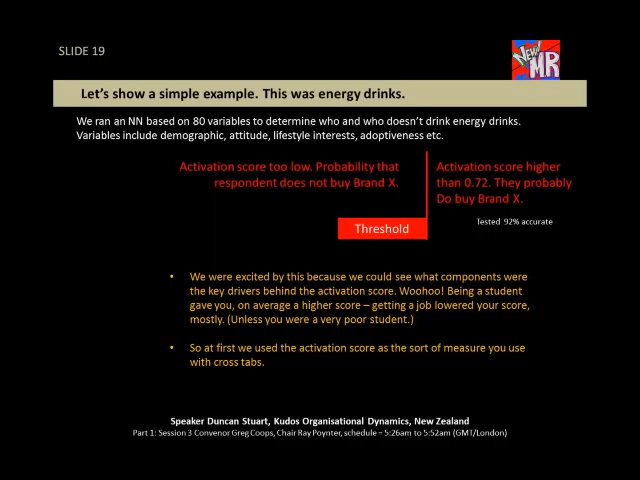 SLIDE 19
NEW!
MR
Let's show a simple example. This was energy drinks.
We ran an NN based on 80 variables to determine who and who doesn't drink energy drinks.
Variables include demographic, attitude, lifestyle interests, adoptiveness etc.
Activation score too low. Probability that
respondent does not buy Brand X.
Activation score higher
than 0.72. They probably
Do buy Brand X.
Threshold
Tested 92% accurate
• We were excited by this because we could see what components were
the key drivers behind the activation score. Woohoo! Being a student
gave you, on average a higher score – getting a job lowered your score,
mostly. (Unless you were a very poor student.)
• So at first we used the activation score as the sort of measure you use
with cross tabs.
Speaker Duncan Stuart, Kudos Organisational Dynamics, New Zealand
Part 1: Session 3 Convenor Greg Coops, Chair Ray Poynter, schedule = 5:26am to 5:52am (GMT/London)